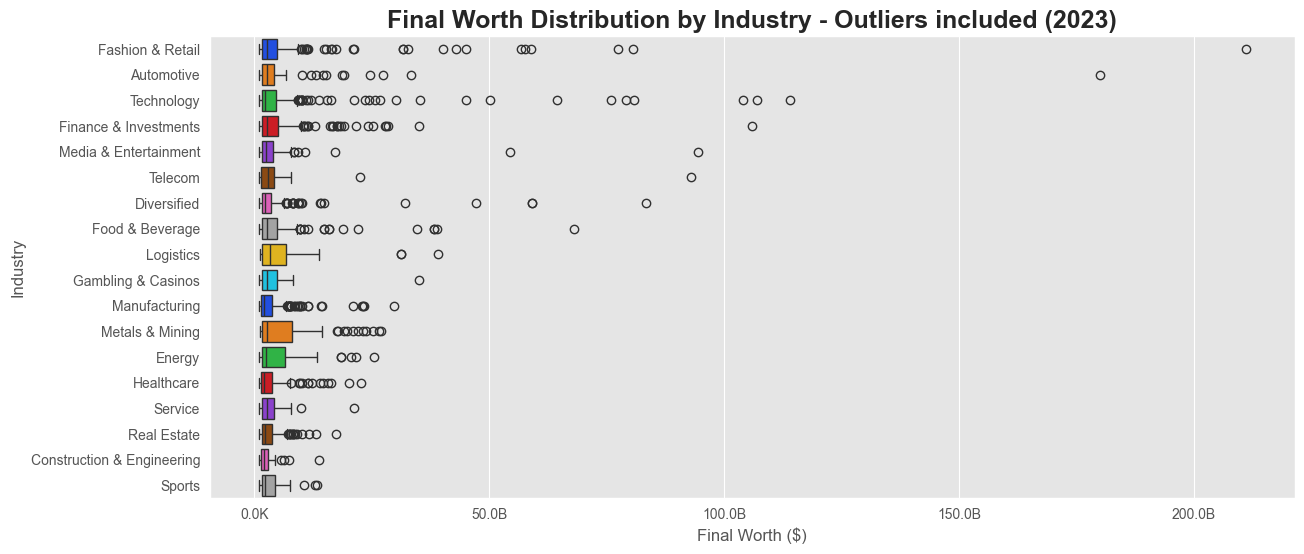 Final Worth Distribution by Industry - Outliers included (2023)
Industry
Fashion & Retail
Automotive
Technology
Finance & Investments
Media & Entertainment
Telecom
Diversified
Food & Beverage
Logistics
Gambling & Casinos
Manufacturing
Metals & Mining
Energy
Healthcare
Service
Real Estate
Construction & Engineering
Sports
0.0K 50.0B 100.0B 150.0B 200.0B
Final Worth ($)